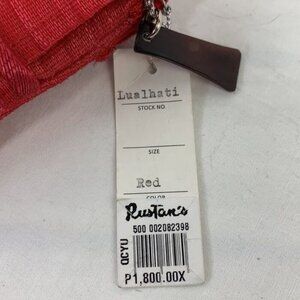 Lualhati
STOCK NO.
SIZE
Red
COLOR
Rustan's
500 002082398
QCYU
P1,800.00X